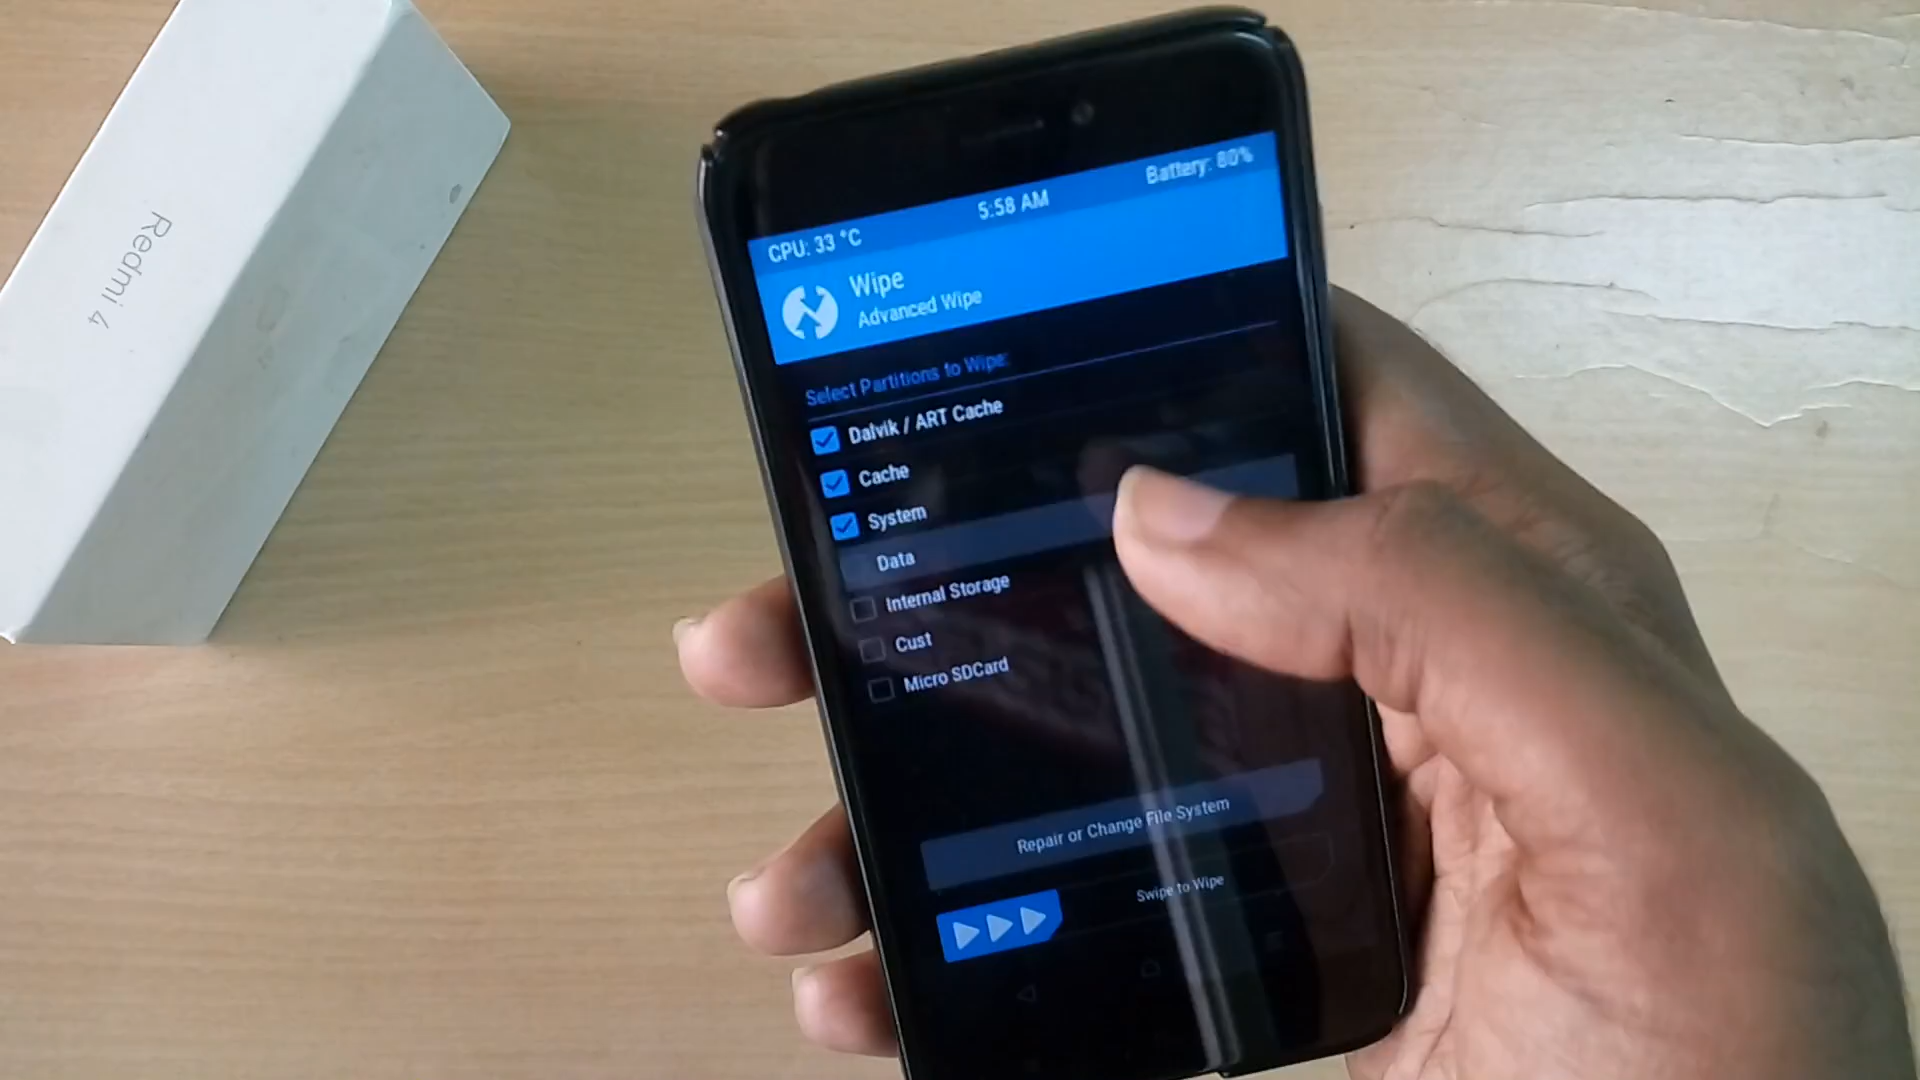 Redmi 4
CPU: 33 °C
5:58 AM
Battery: 80%
Wipe
Advanced Wipe
Select Partitions to Wipe:
Dalvik / ART Cache
Cache
System
Data
Internal Storage
Cust
Micro SDCard
Repair or Change File System
Swipe to Wipe